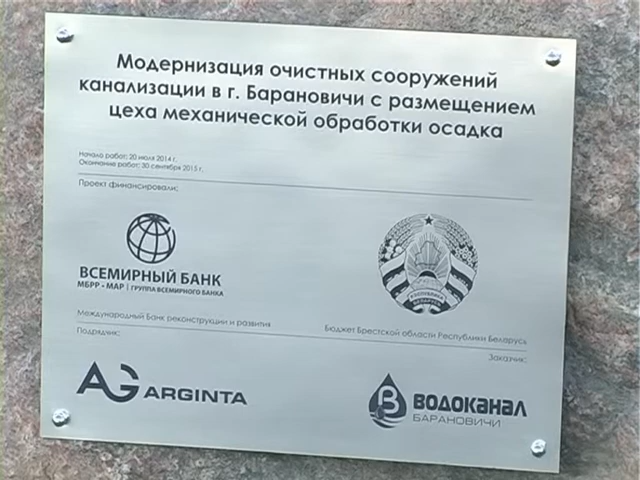 Модернизация очистных сооружений
канализации в г. Барановичи с размещением
цеха механической обработки осадка
Начало работ: 20 июля 2014 г.
Окончание работ: 30 сентября 2015 г.
Проект финансировали:
ВСЕМИРНЫЙ БАНК
МБРР - МАР | ГРУППА ВСЕМИРНОГО БАНКА
Международный Банк реконструкции и развития
Бюджет Брестской области Республики Беларусь
Подрядчик:
Заказчик:
AG ARGINTA
В ВОДОКАНАЛ
БАРАНОВИЧИ